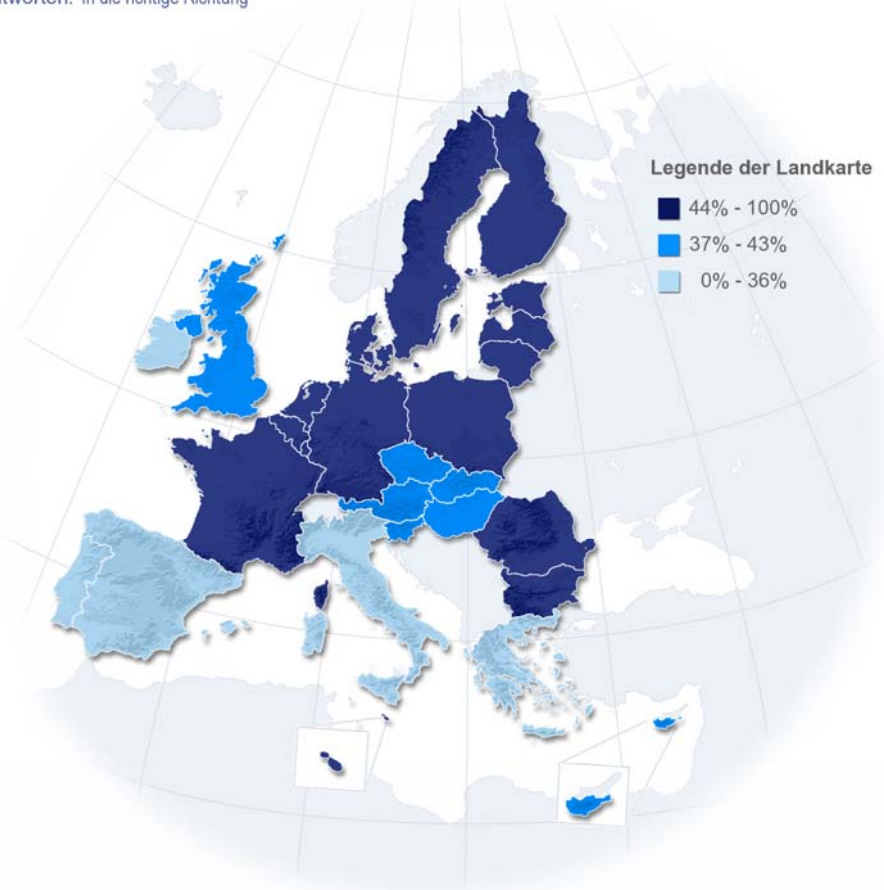 In die richtige Richtung
Legende der Landkarte
44% - 100%
37% - 43%
0% - 36%